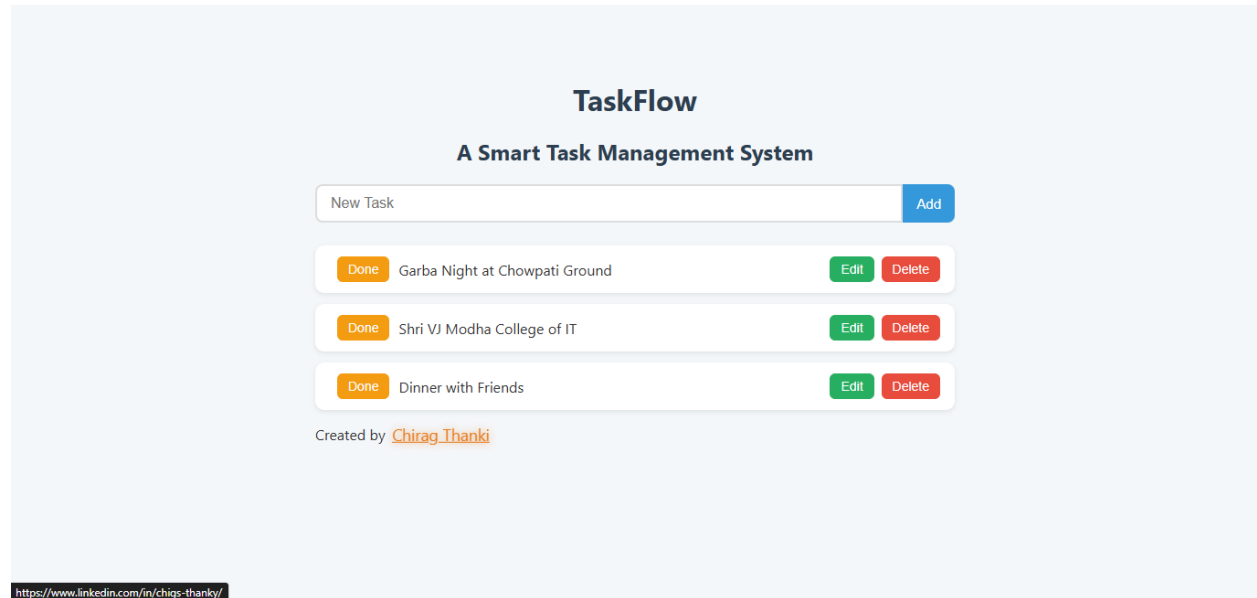 TaskFlow
A Smart Task Management System
New Task Add
Done Garba Night at Chowpati Ground Edit Delete
Done Shri VJ Modha College of IT Edit Delete
Done Dinner with Friends Edit Delete
Created by Chirag Thanki
https://www.linkedin.com/in/chigs-thanky/